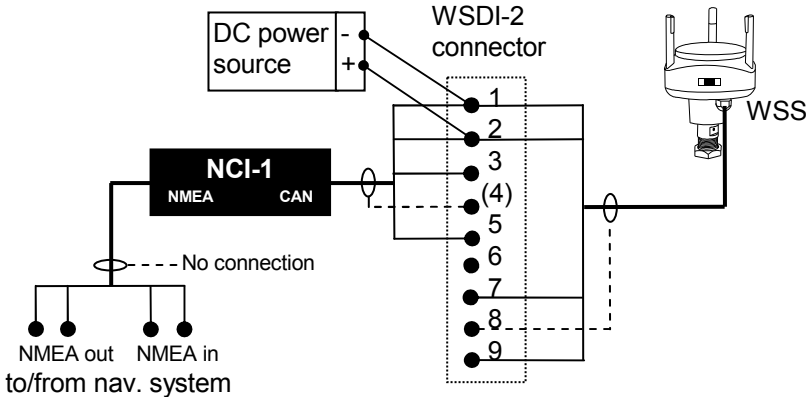 DC power -
source +
WSDI-2
connector
1
2
3
(4)
5
6
7
8
9
WSS
NCI-1
NMEA CAN
No connection
NMEA out NMEA in
to/from nav. system